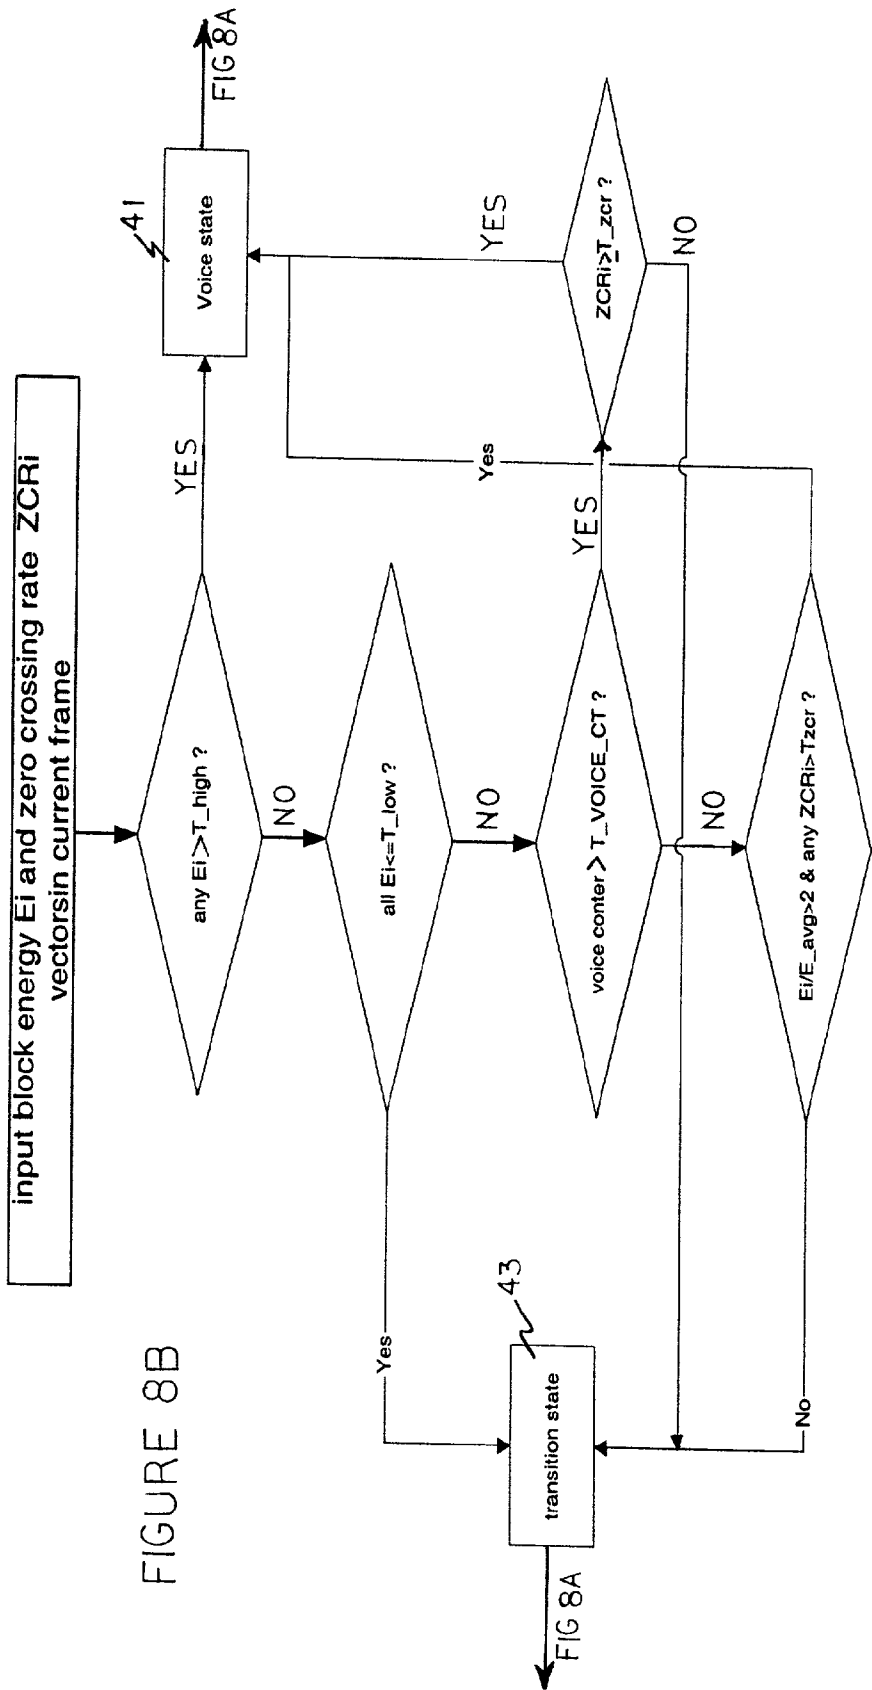 FIGURE 8B
input block energy Ei and zero crossing rate ZCRi
vectorsin current frame
any Ei>T_high ?
YES
41
Voice state
FIG 8A
NO
all Ei<=T_low ?
Yes
NO
voice conter > T_VOICE_CT ?
YES
ZCRi≥T_zcr ?
YES
NO
NO
Ei/E_avg>2 & any ZCRi>Tzcr ?
Yes
No
43
transition state
FIG 8A